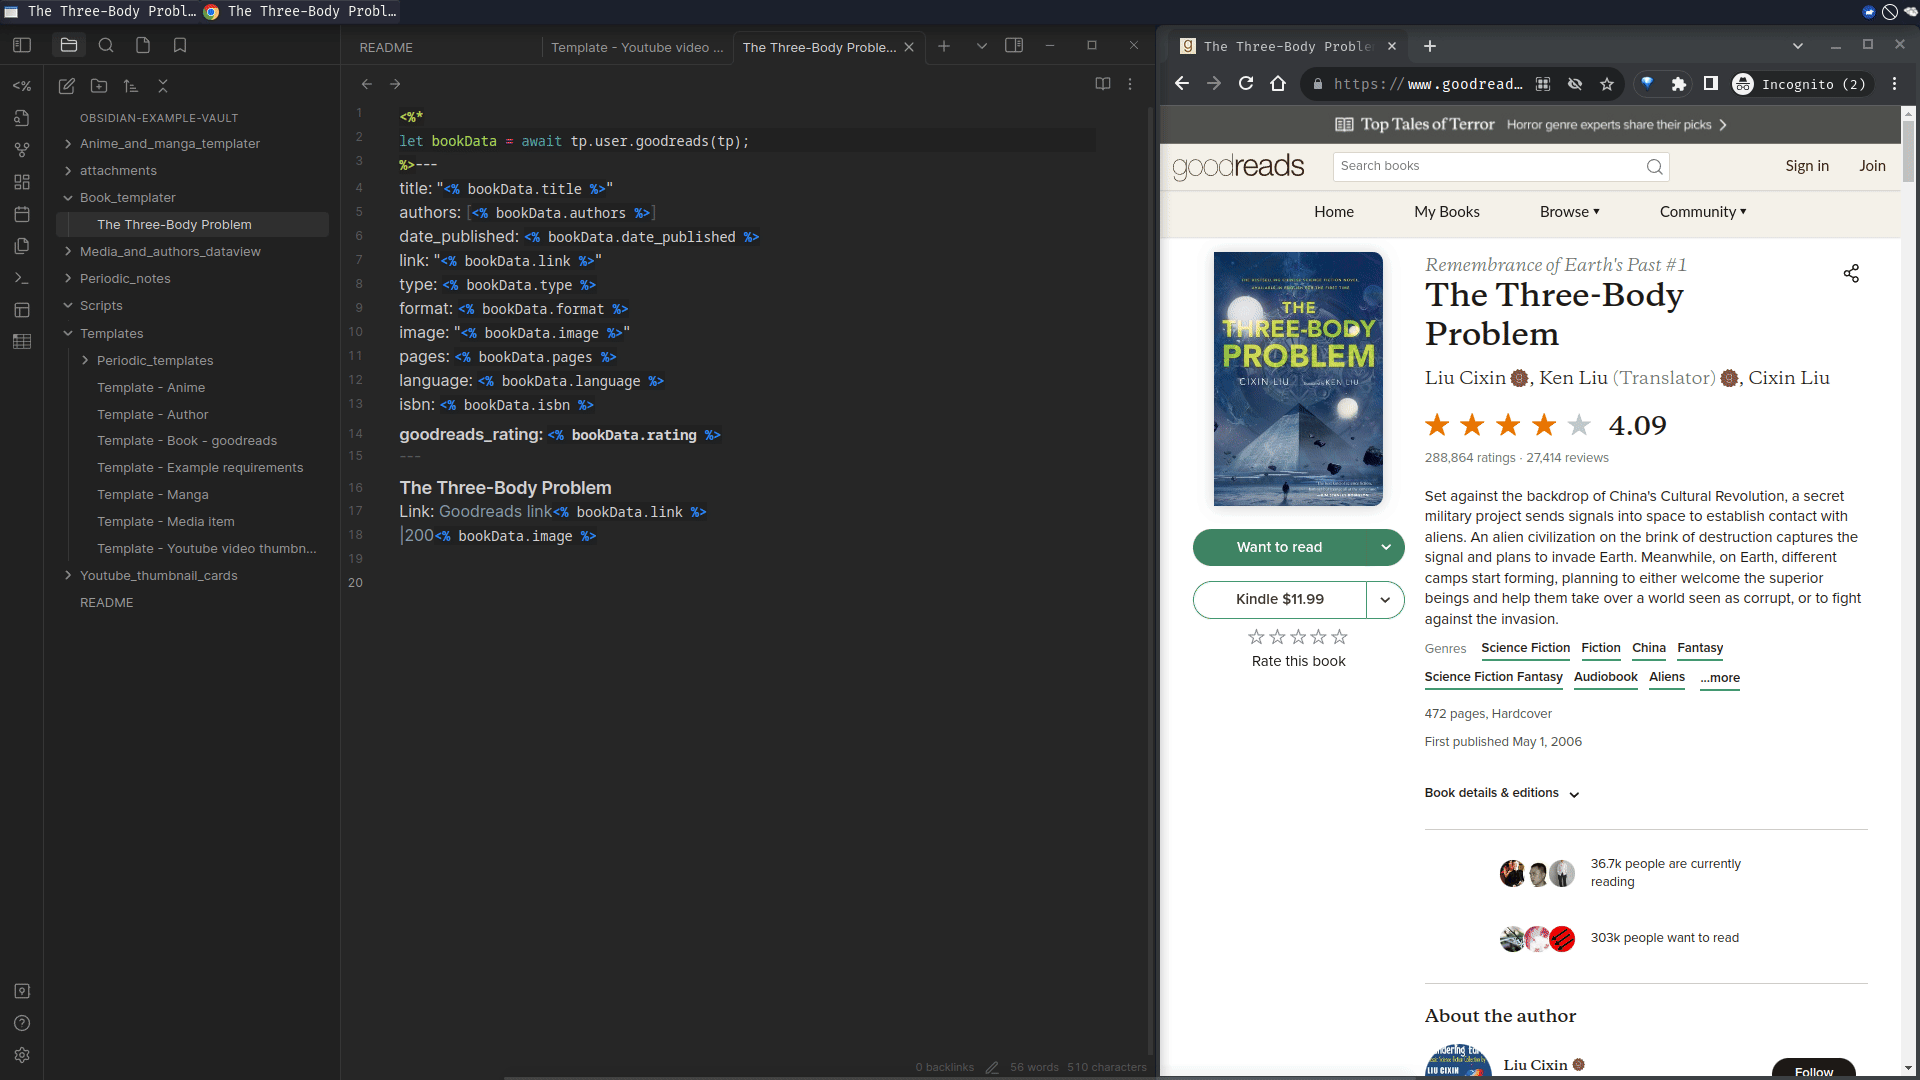 The Three-Body Probl…
The Three-Body Probl…
README
Template - Youtube video ...
The Three-Body Proble...
OBSIDIAN-EXAMPLE-VAULT
Anime_and_manga_templater
attachments
Book_templater
The Three-Body Problem
Media_and_authors_dataview
Periodic_notes
Scripts
Templates
Periodic_templates
Template - Anime
Template - Author
Template - Book - goodreads
Template - Example requirements
Template - Manga
Template - Media item
Template - Youtube video thumbn...
Youtube_thumbnail_cards
README
1 <%*
2 let bookData = await tp.user.goodreads(tp);
3 %>---
4 title: "<% bookData.title %>"
5 authors: [<% bookData.authors %>]
6 date_published: <% bookData.date_published %>
7 link: "<% bookData.link %>"
8 type: <% bookData.type %>
9 format: <% bookData.format %>
10 image: "<% bookData.image %>"
11 pages: <% bookData.pages %>
12 language: <% bookData.language %>
13 isbn: <% bookData.isbn %>
14 goodreads_rating: <% bookData.rating %>
15 ---
16 The Three-Body Problem
17 Link: Goodreads link<% bookData.link %>
18 |200<% bookData.image %>
19
20
0 backlinks
56 words
510 characters
The Three-Body Proble
https://www.goodread…
Incognito (2)
Top Tales of Terror Horror genre experts share their picks
goodreads
Search books
Sign in
Join
Home
My Books
Browse ▾
Community ▾
THE
THREE-BODY
PROBLEM
CIXIN LIU
KEN LIU
Want to read
Kindle $11.99
Rate this book
Remembrance of Earth's Past #1
The Three-Body
Problem
Liu Cixin, Ken Liu (Translator), Cixin Liu
4.09
288,864 ratings · 27,414 reviews
Set against the backdrop of China's Cultural Revolution, a secret
military project sends signals into space to establish contact with
aliens. An alien civilization on the brink of destruction captures the
signal and plans to invade Earth. Meanwhile, on Earth, different
camps start forming, planning to either welcome the superior
beings and help them take over a world seen as corrupt, or to fight
against the invasion.
Genres Science Fiction Fiction China Fantasy
Science Fiction Fantasy Audiobook Aliens ...more
472 pages, Hardcover
First published May 1, 2006
Book details & editions
36.7k people are currently
reading
303k people want to read
About the author
LIU CIXIN
Liu Cixin
Follow